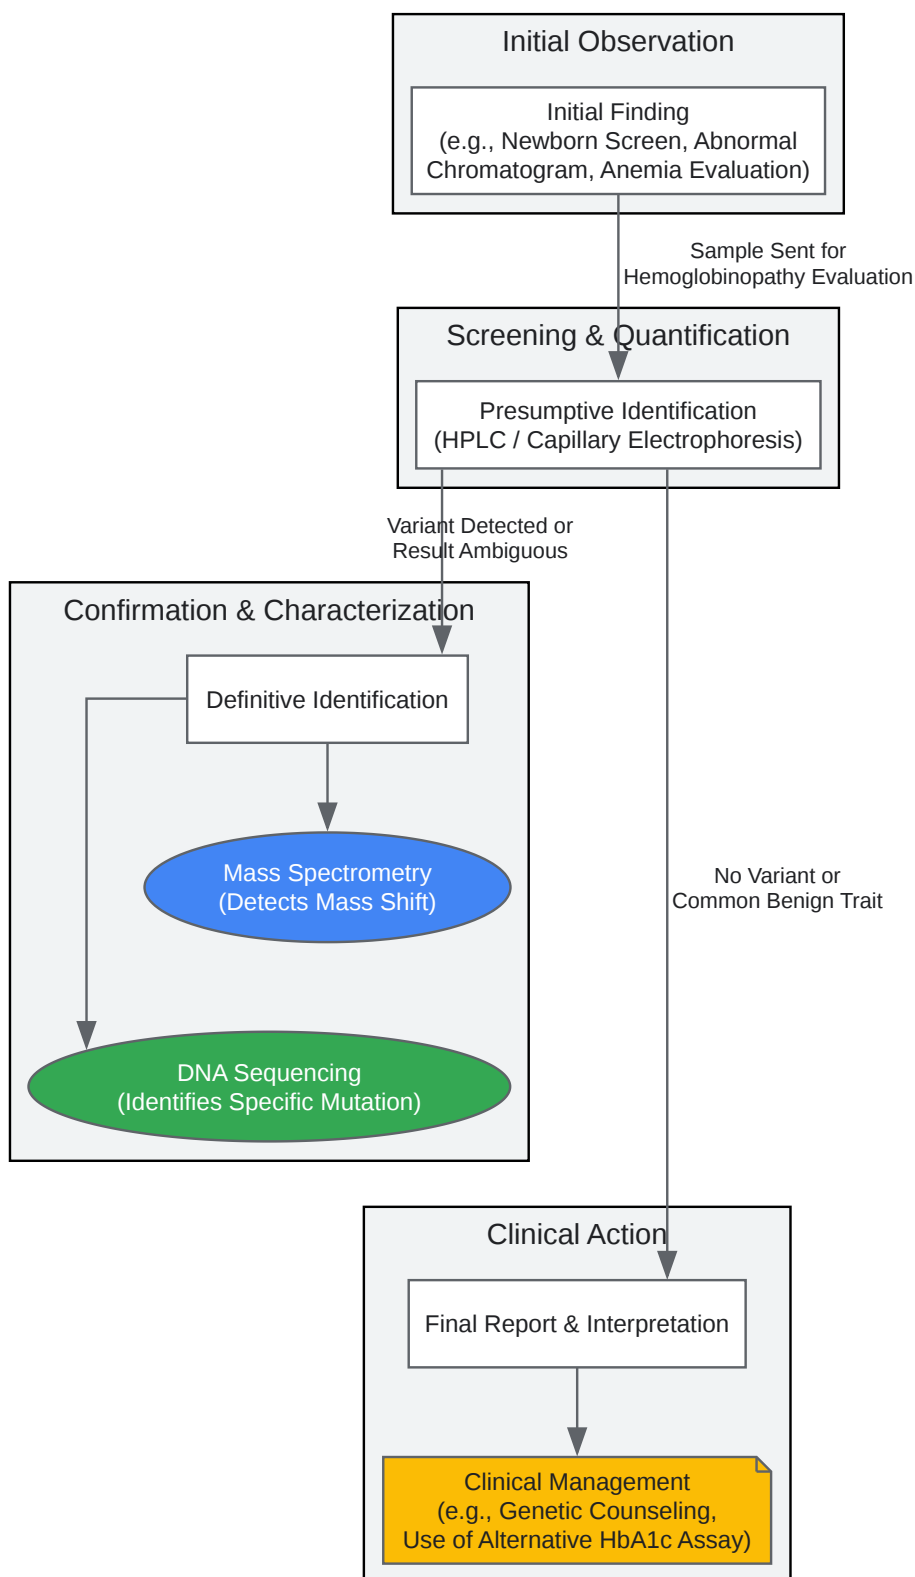 Initial Observation
Initial Finding
(e.g., Newborn Screen, Abnormal
Chromatogram, Anemia Evaluation)
Sample Sent for
Hemoglobinopathy Evaluation
Screening & Quantification
Presumptive Identification
(HPLC / Capillary Electrophoresis)
Variant Detected or
Result Ambiguous
Confirmation & Characterization
Definitive Identification
Mass Spectrometry
(Detects Mass Shift)
No Variant or
Common Benign Trait
DNA Sequencing
(Identifies Specific Mutation)
Clinical Action
Final Report & Interpretation
Clinical Management
(e.g., Genetic Counseling,
Use of Alternative HbA1c Assay)